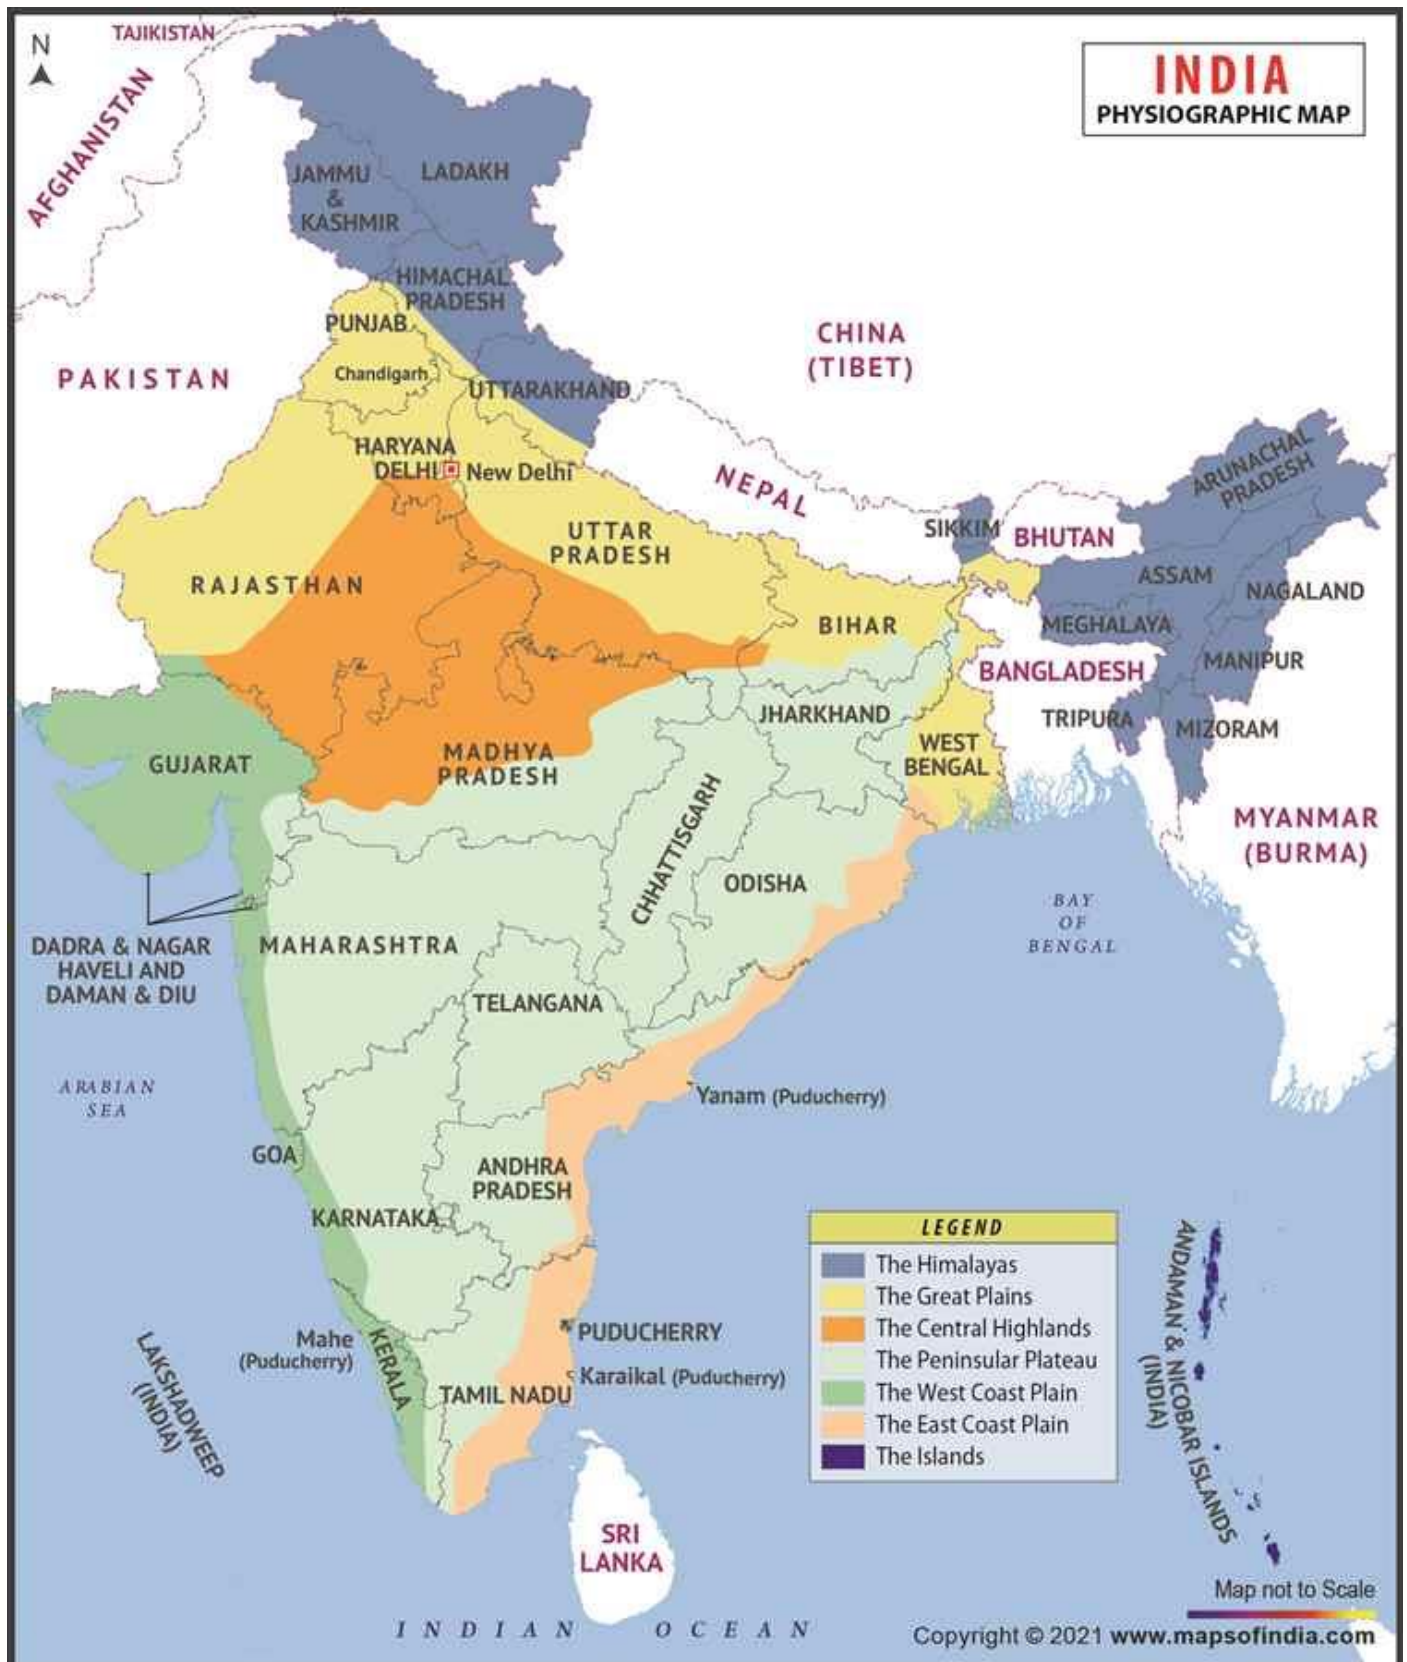 N
TAJIKISTAN
INDIA
PHYSIOGRAPHIC MAP
AFGHANISTAN
JAMMU
&
KASHMIR
LADAKH
HIMACHAL
PRADESH
PUNJAB
CHINA
(TIBET)
PAKISTAN
Chandigarh
UTTARAKHAND
HARYANA
DELHI
New Delhi
NEPAL
ARUNACHAL
PRADESH
UTTAR
PRADESH
SIKKIM
BHUTAN
RAJASTHAN
ASSAM
NAGALAND
BIHAR
MEGHALAYA
BANGLADESH
MANIPUR
JHARKHAND
TRIPURA
MIZORAM
GUJARAT
MADHYA
PRADESH
WEST
BENGAL
CHHATTISGARH
MYANMAR
(BURMA)
ODISHA
BAY
OF
BENGAL
DADRA & NAGAR
HAVELI AND
DAMAN & DIU
MAHARASHTRA
TELANGANA
ARABIAN
SEA
Yanam (Puducherry)
GOA
ANDHRA
PRADESH
KARNATAKA
LEGEND
The Himalayas
The Great Plains
The Central Highlands
The Peninsular Plateau
The West Coast Plain
The East Coast Plain
The Islands
ANDAMAN & NICOBAR ISLANDS
(INDIA)
Mahe
(Puducherry)
KERALA
PUDUCHERRY
Karaikal (Puducherry)
TAMIL NADU
LAKSHADWEEP
(INDIA)
SRI
LANKA
Map not to Scale
INDIAN OCEAN
Copyright © 2021 www.mapsofindia.com